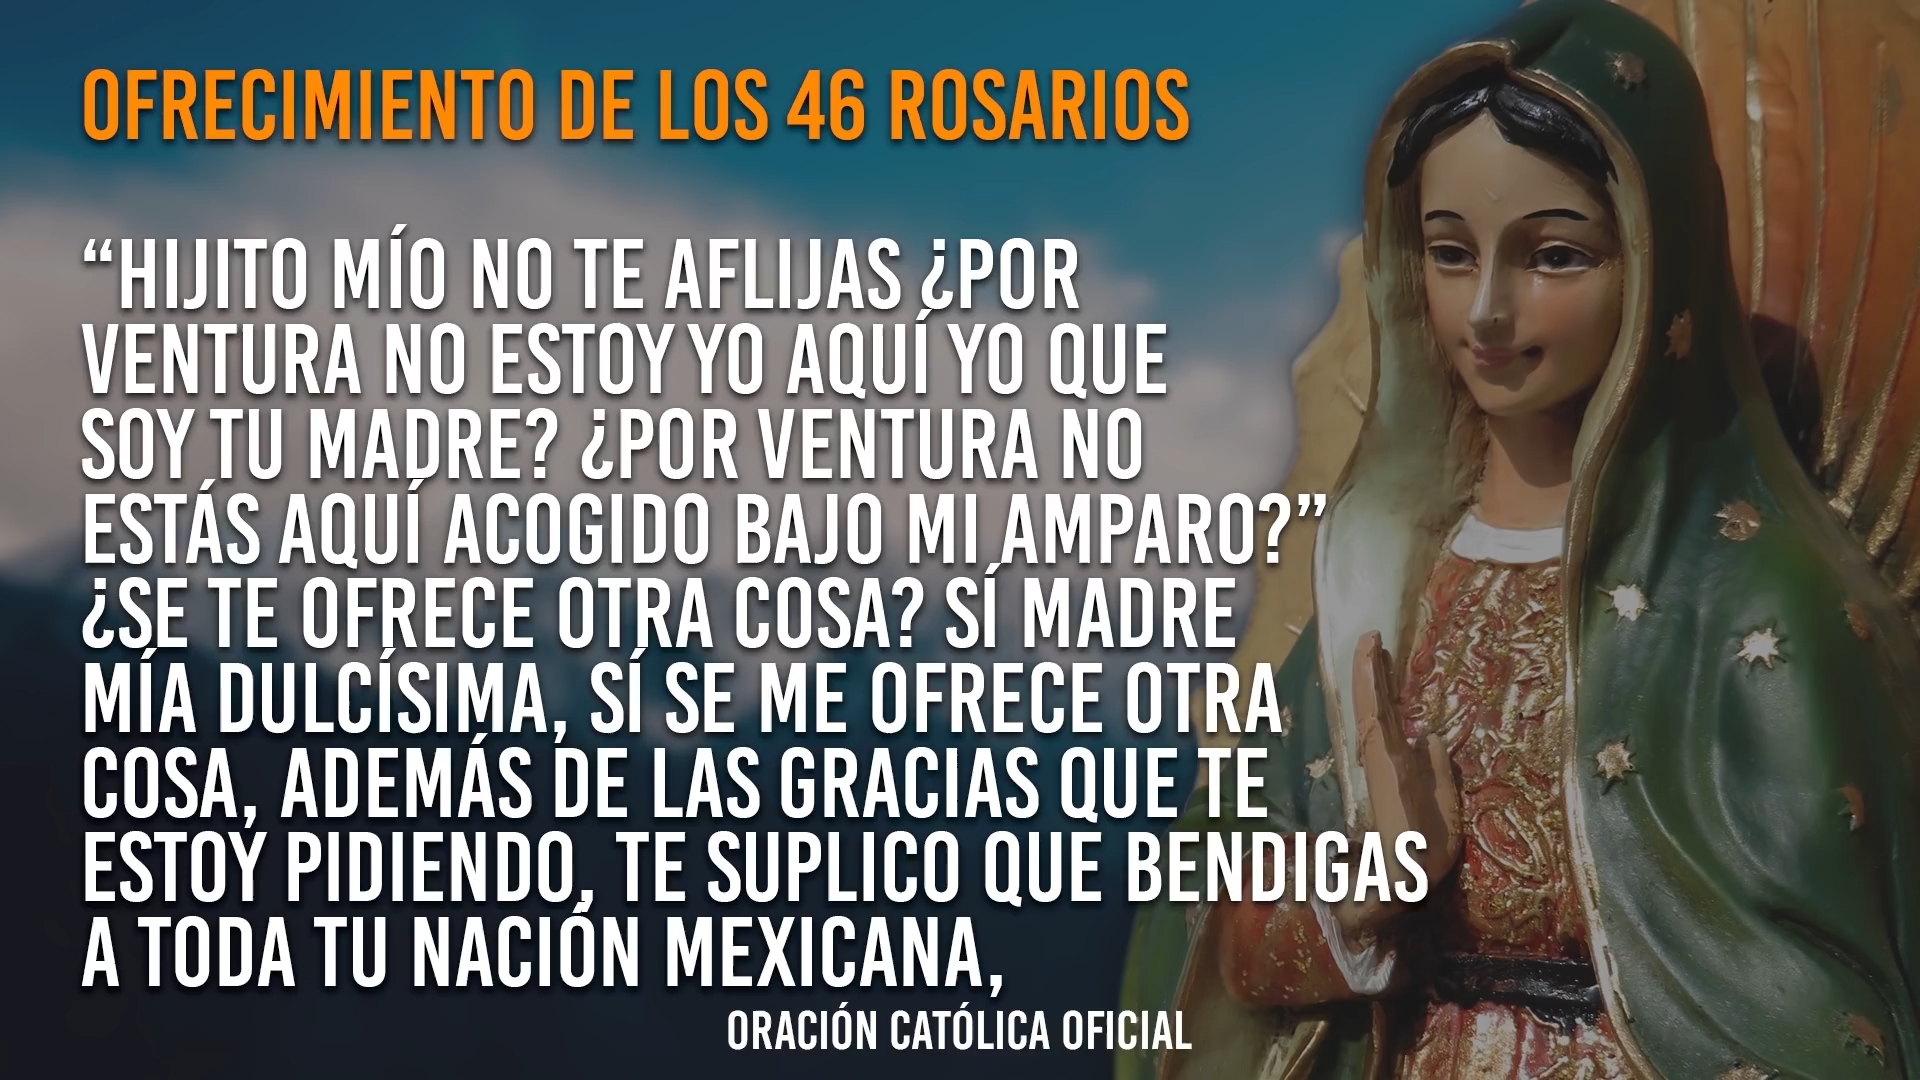 OFRECIMIENTO DE LOS 46 ROSARIOS
“HIJITO MÍO NO TE AFLIJAS ¿POR
VENTURA NO ESTOY YO AQUÍ YO QUE
SOY TU MADRE? ¿POR VENTURA NO
ESTÁS AQUÍ ACOGIDO BAJO MI AMPARO?”
¿SE TE OFRECE OTRA COSA? SÍ MADRE
MÍA DULCÍSIMA, SÍ SE ME OFRECE OTRA
COSA, ADEMÁS DE LAS GRACIAS QUE TE
ESTOY PIDIENDO, TE SUPLICO QUE BENDIGAS
A TODA TU NACIÓN MEXICANA,
ORACIÓN CATÓLICA OFICIAL